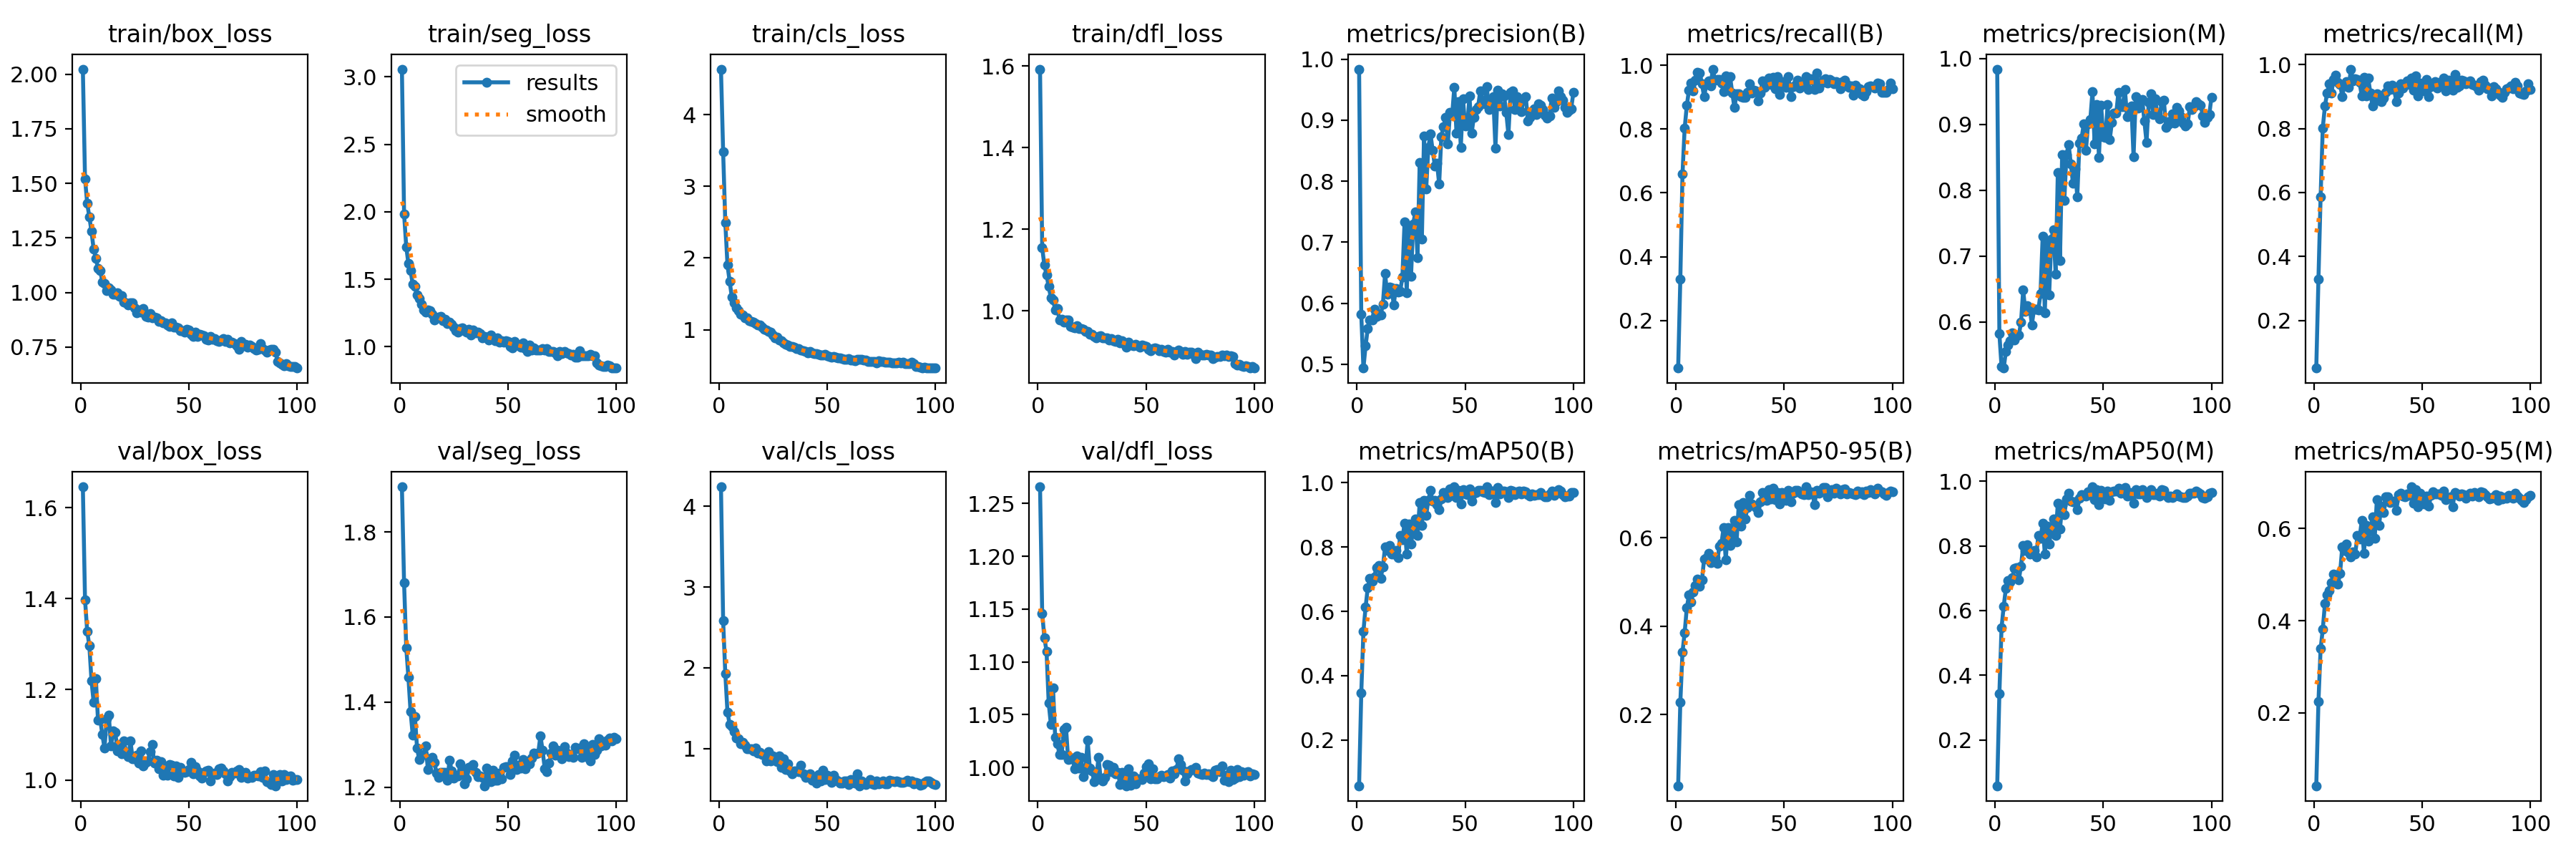 train/box_loss
train/seg_loss
train/cls_loss
train/dfl_loss
metrics/precision(B)
metrics/recall(B)
metrics/precision(M)
metrics/recall(M)
2.00
1.75
1.50
1.25
1.00
0.75
0 50 100
results
smooth
3.0
2.5
2.0
1.5
1.0
0 50 100
4
3
2
1
0 50 100
1.6
1.4
1.2
1.0
0 50 100
1.0
0.9
0.8
0.7
0.6
0.5
0 50 100
1.0
0.8
0.6
0.4
0.2
0 50 100
1.0
0.9
0.8
0.7
0.6
0 50 100
1.0
0.8
0.6
0.4
0.2
0 50 100
val/box_loss
val/seg_loss
val/cls_loss
val/dfl_loss
metrics/mAP50(B)
metrics/mAP50-95(B)
metrics/mAP50(M)
metrics/mAP50-95(M)
1.6
1.4
1.2
1.0
0 50 100
1.8
1.6
1.4
1.2
0 50 100
4
3
2
1
0 50 100
1.25
1.20
1.15
1.10
1.05
1.00
0 50 100
1.0
0.8
0.6
0.4
0.2
0 50 100
0.6
0.4
0.2
0 50 100
1.0
0.8
0.6
0.4
0.2
0 50 100
0.6
0.4
0.2
0 50 100